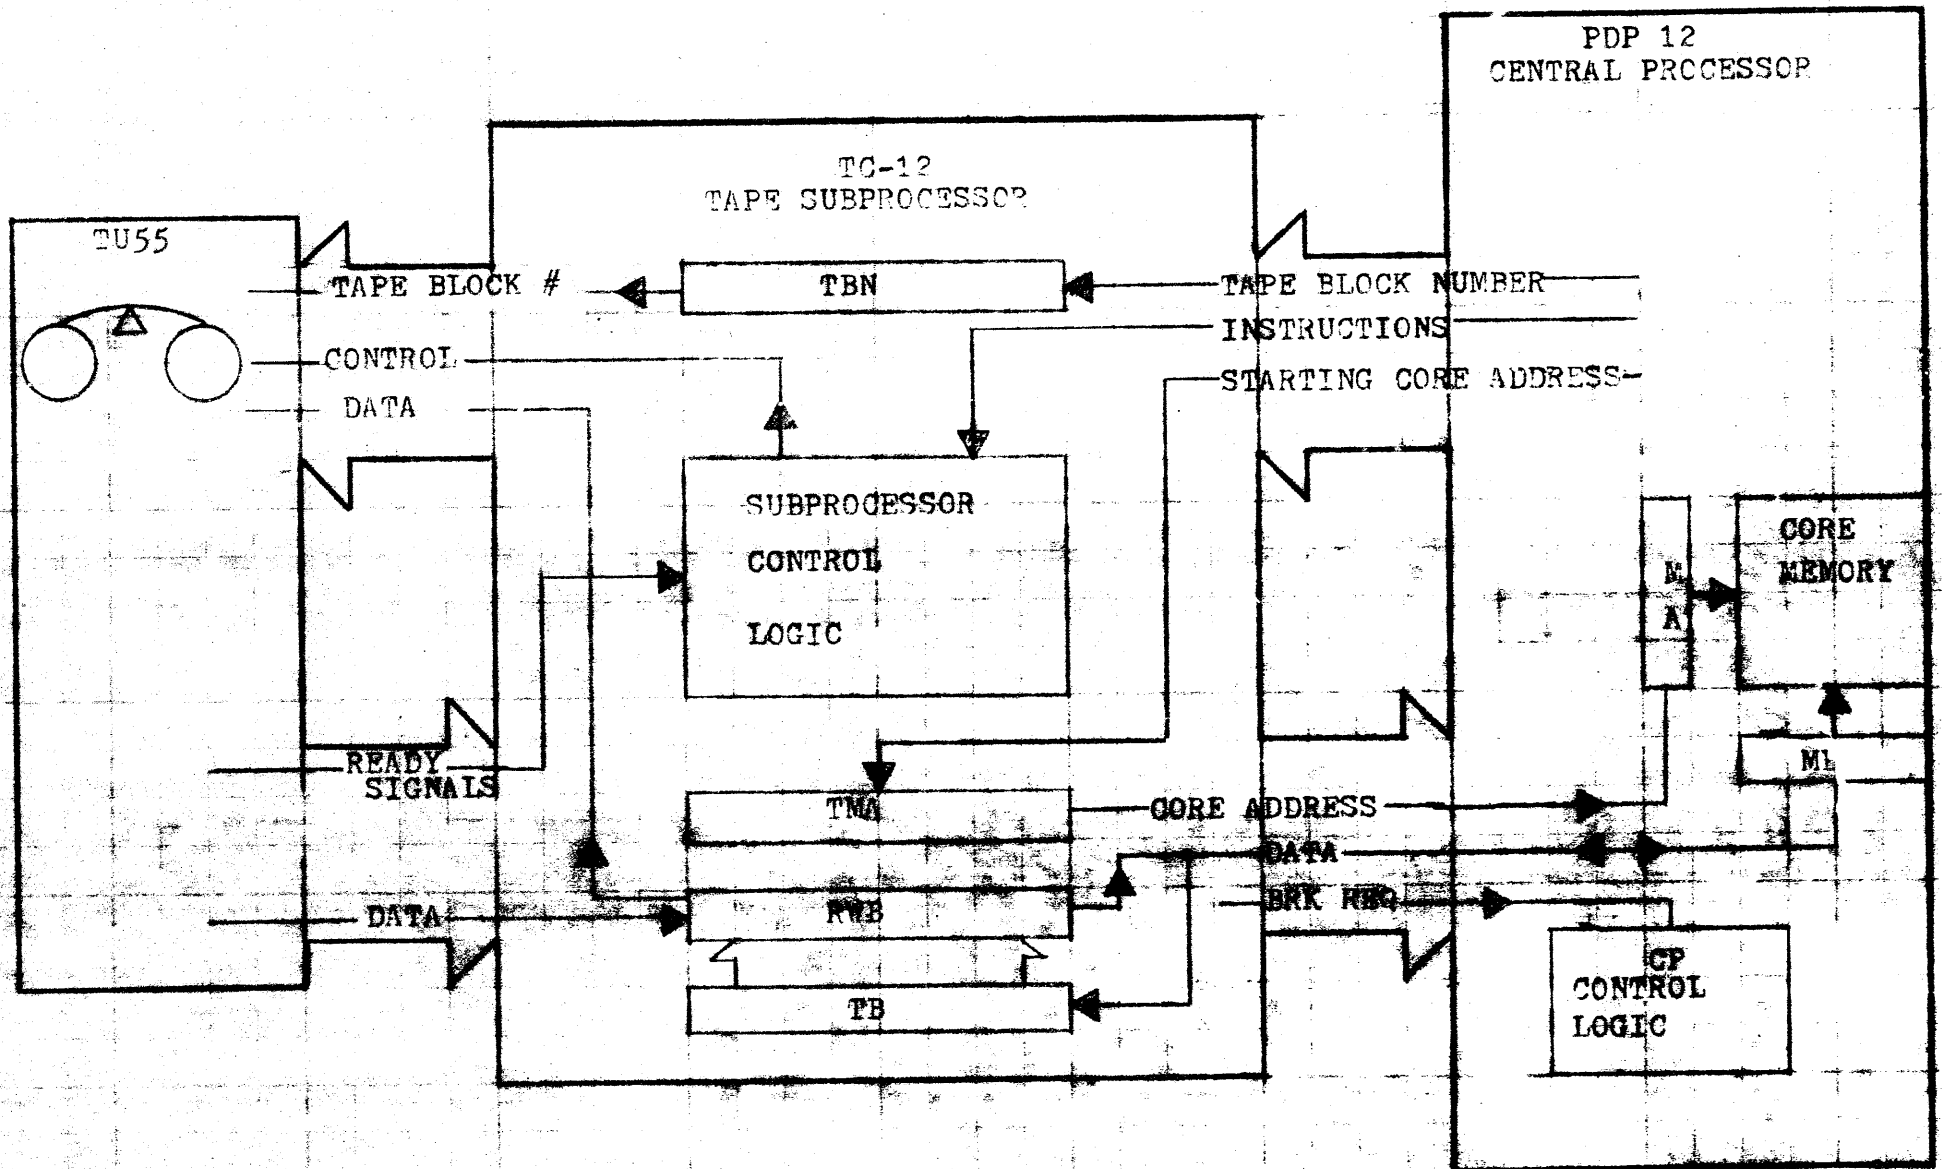 PDP 12
CENTRAL PROCESSOR
TC-12
TAPE SUBPROCESSOR
TU55
TAPE BLOCK #
TBN
TAPE BLOCK NUMBER
INSTRUCTIONS
CONTROL
STARTING CORE ADDRESS
DATA
SUBPROCESSOR
CONTROL
LOGIC
CORE
MEMORY
M
A
READY
SIGNALS
TMA
CORE ADDRESS
DATA
DATA
RWB
BRK REQ
TB
CP
CONTROL
LOGIC